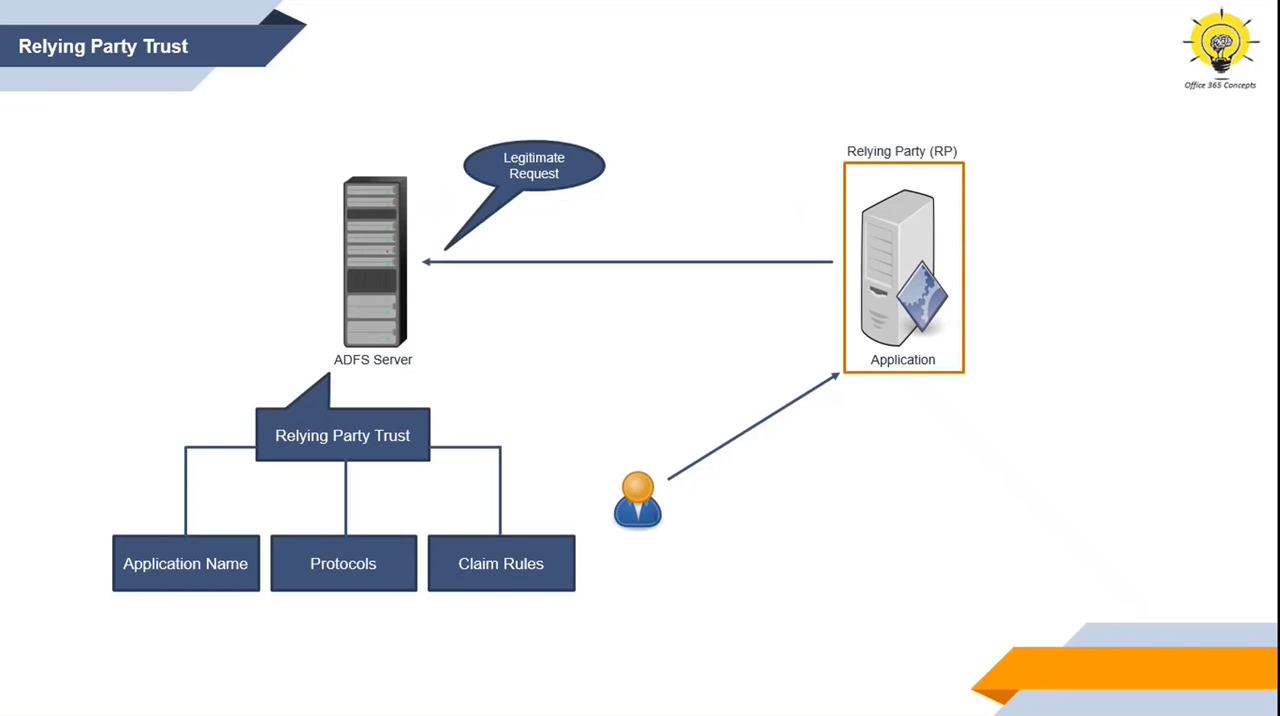 Relying Party Trust
Office 365 Concepts
Legitimate
Request
Relying Party (RP)
ADFS Server
Application
Relying Party Trust
Application Name
Protocols
Claim Rules